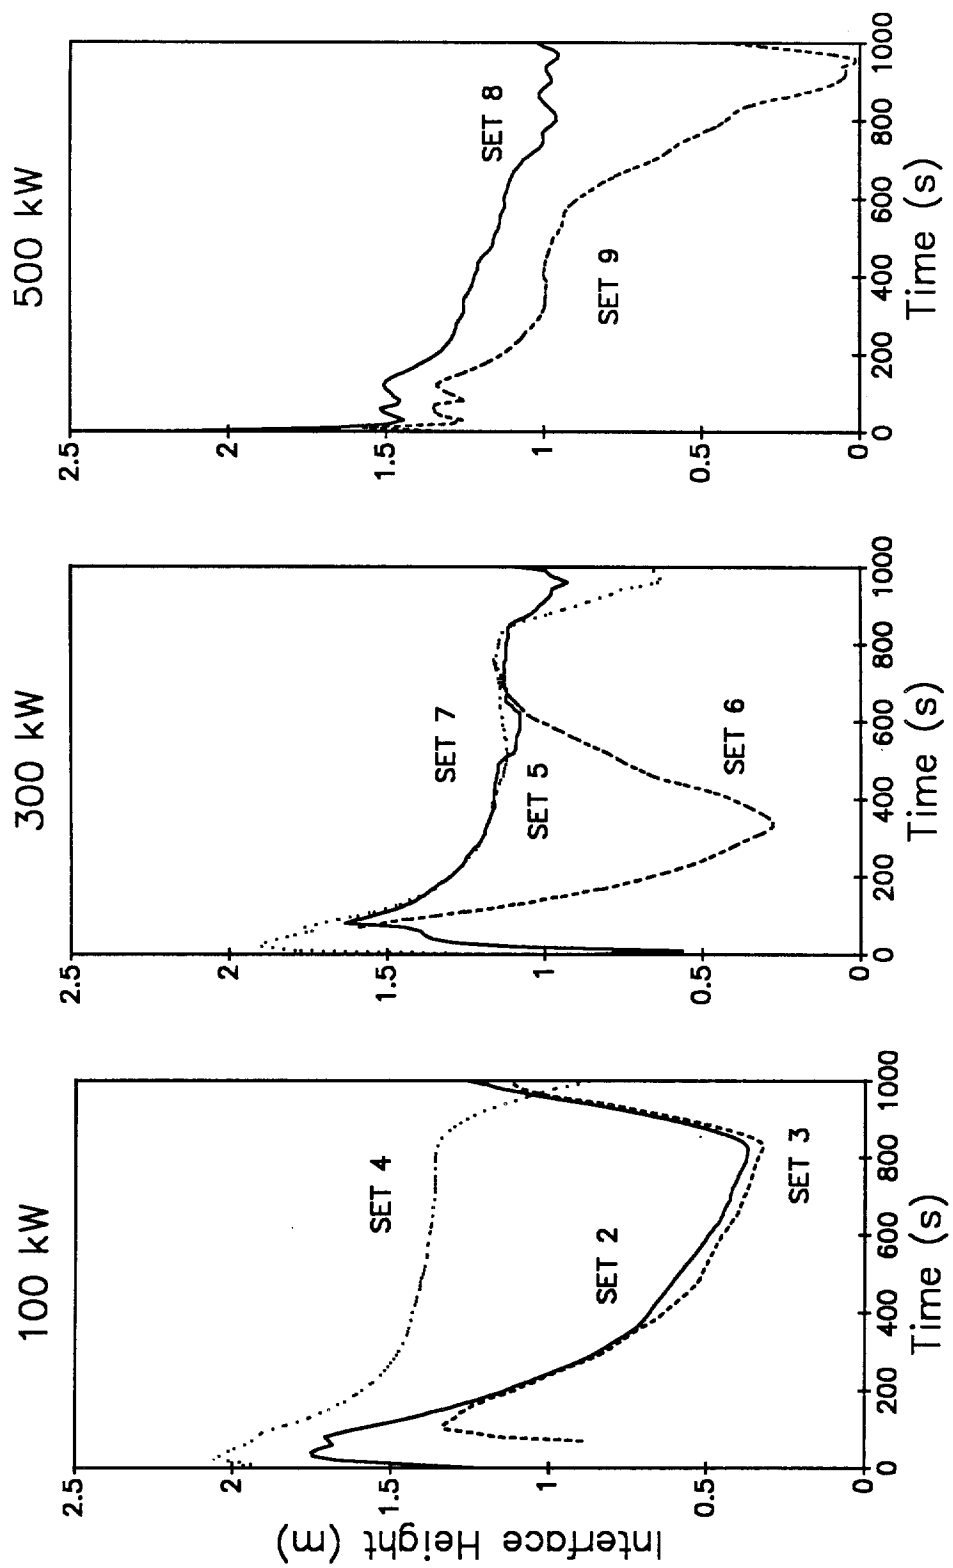 100 kW
Interface Height (m)
2.5
2
1.5
1
0.5
0
SET 4
SET 2
SET 3
0 200 400 600 800 1000
Time (s)
300 kW
2.5
2
1.5
1
0.5
0
SET 7
SET 5
SET 6
0 200 400 600 800 1000
Time (s)
500 kW
2.5
2
1.5
1
0.5
0
SET 8
SET 9
0 200 400 600 800 1000
Time (s)